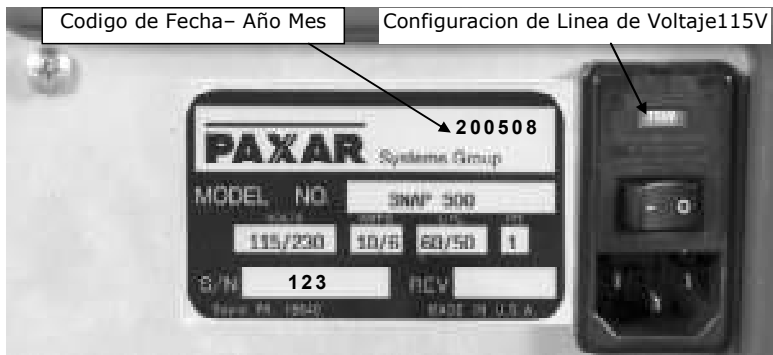 Codigo de Fecha– Año Mes
Configuracion de Linea de Voltaje115V
200508
PAXAR Systems Group
MODEL NO. SNAP 500
115/230 10/6 60/50 1
S/N 123 REV
MADE IN U.S.A.
- O